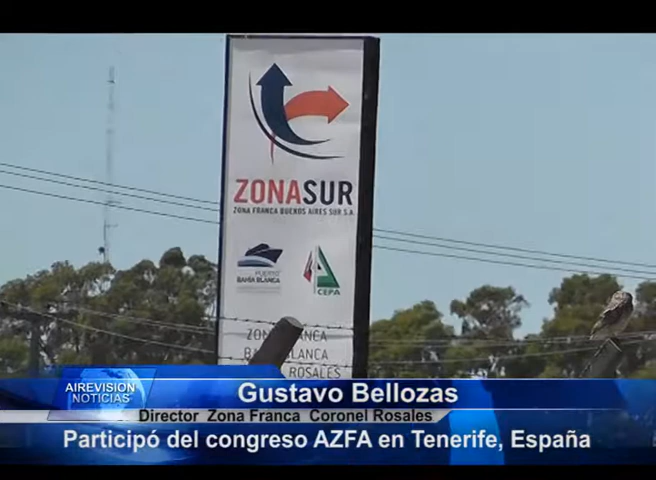 ZONASUR
ZONA FRANCA BUENOS AIRES SUR S.A.
PUERTO
BAHIA BLANCA
CEPA
ZONA FRANCA
BAHIA BLANCA
ROSALES
AIREVISION
NOTICIAS
Gustavo Bellozas
Director Zona Franca Coronel Rosales
Participó del congreso AZFA en Tenerife, España